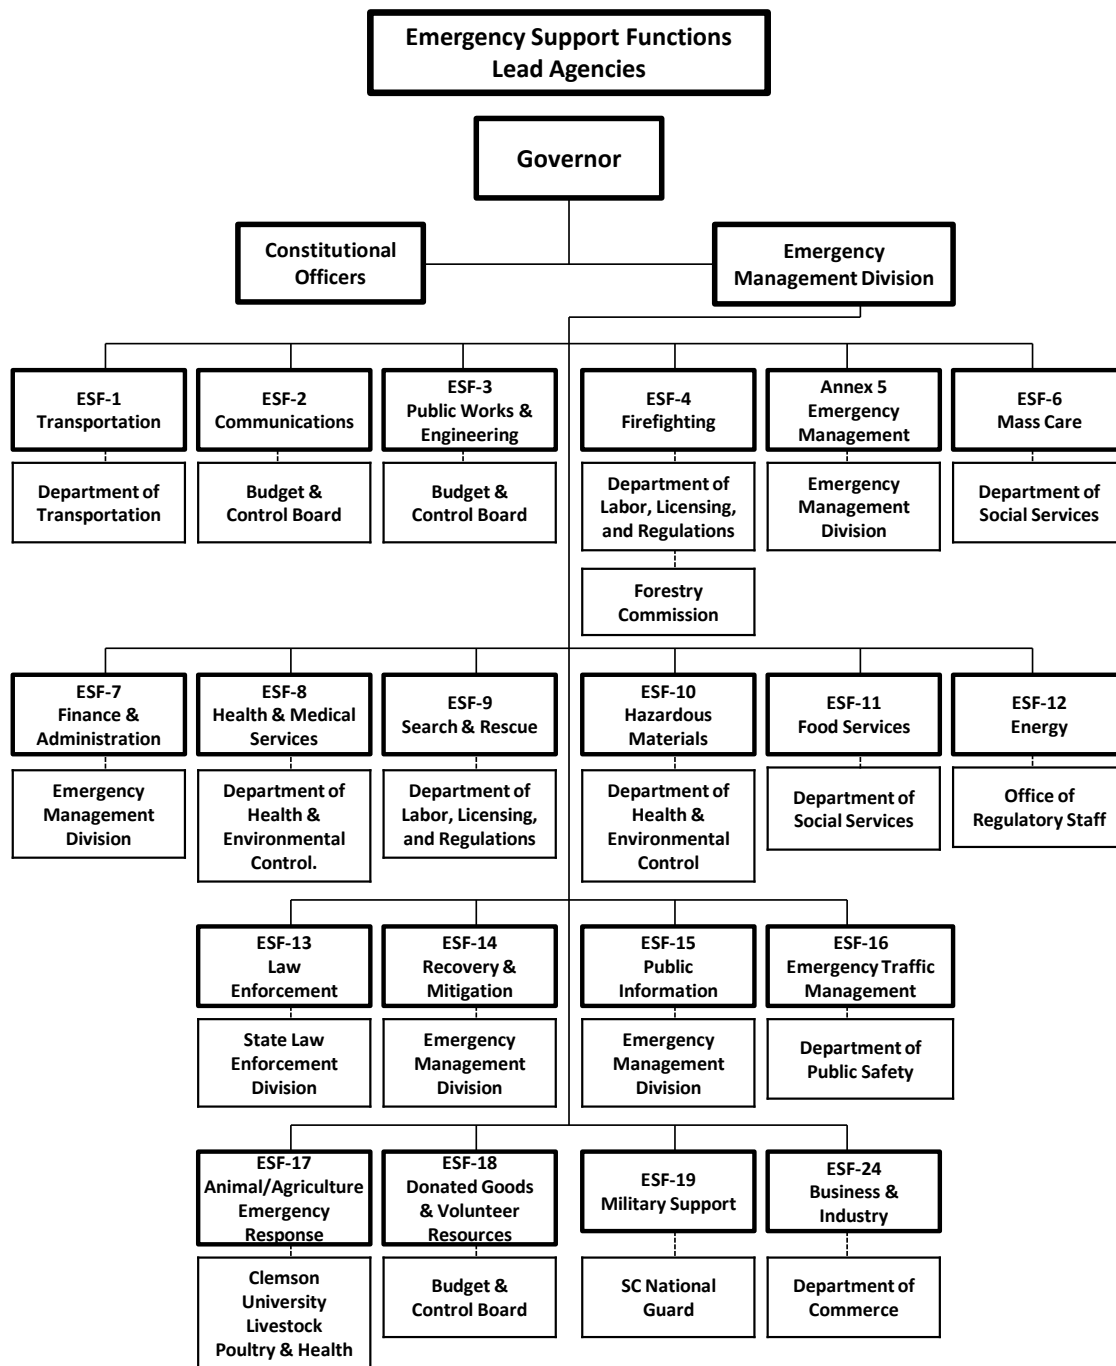 Emergency Support Functions
Lead Agencies
Governor
Constitutional
Officers
Emergency
Management Division
ESF-1
Transportation
ESF-2
Communications
ESF-3
Public Works &
Engineering
ESF-4
Firefighting
Annex 5
Emergency
Management
ESF-6
Mass Care
Department of
Transportation
Budget &
Control Board
Budget &
Control Board
Department of
Labor, Licensing,
and Regulations
Emergency
Management
Division
Department of
Social Services
Forestry
Commission
ESF-7
Finance &
Administration
ESF-8
Health & Medical
Services
ESF-9
Search & Rescue
ESF-10
Hazardous
Materials
ESF-11
Food Services
ESF-12
Energy
Emergency
Management
Division
Department of
Health &
Environmental
Control.
Department of
Labor, Licensing,
and Regulations
Department of
Health &
Environmental
Control
Department of
Social Services
Office of
Regulatory Staff
ESF-13
Law
Enforcement
ESF-14
Recovery &
Mitigation
ESF-15
Public
Information
ESF-16
Emergency Traffic
Management
State Law
Enforcement
Division
Emergency
Management
Division
Emergency
Management
Division
Department of
Public Safety
ESF-17
Animal/Agriculture
Emergency
Response
ESF-18
Donated Goods
& Volunteer
Resources
ESF-19
Military Support
ESF-24
Business &
Industry
Clemson
University
Livestock
Poultry & Health
Budget &
Control Board
SC National
Guard
Department of
Commerce